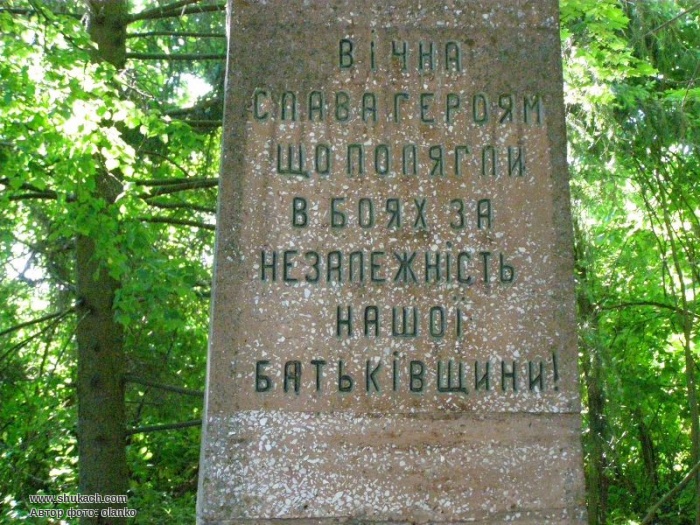 ВІЧНА
СЛАВА ГЕРОЯМ
ЩО ПОЛЯГЛИ
В БОЯХ ЗА
НЕЗАЛЕЖНІСТЬ
НАШОЇ
БАТЬКІВЩИНИ!
www.shukach.com
Автор фото: olanko